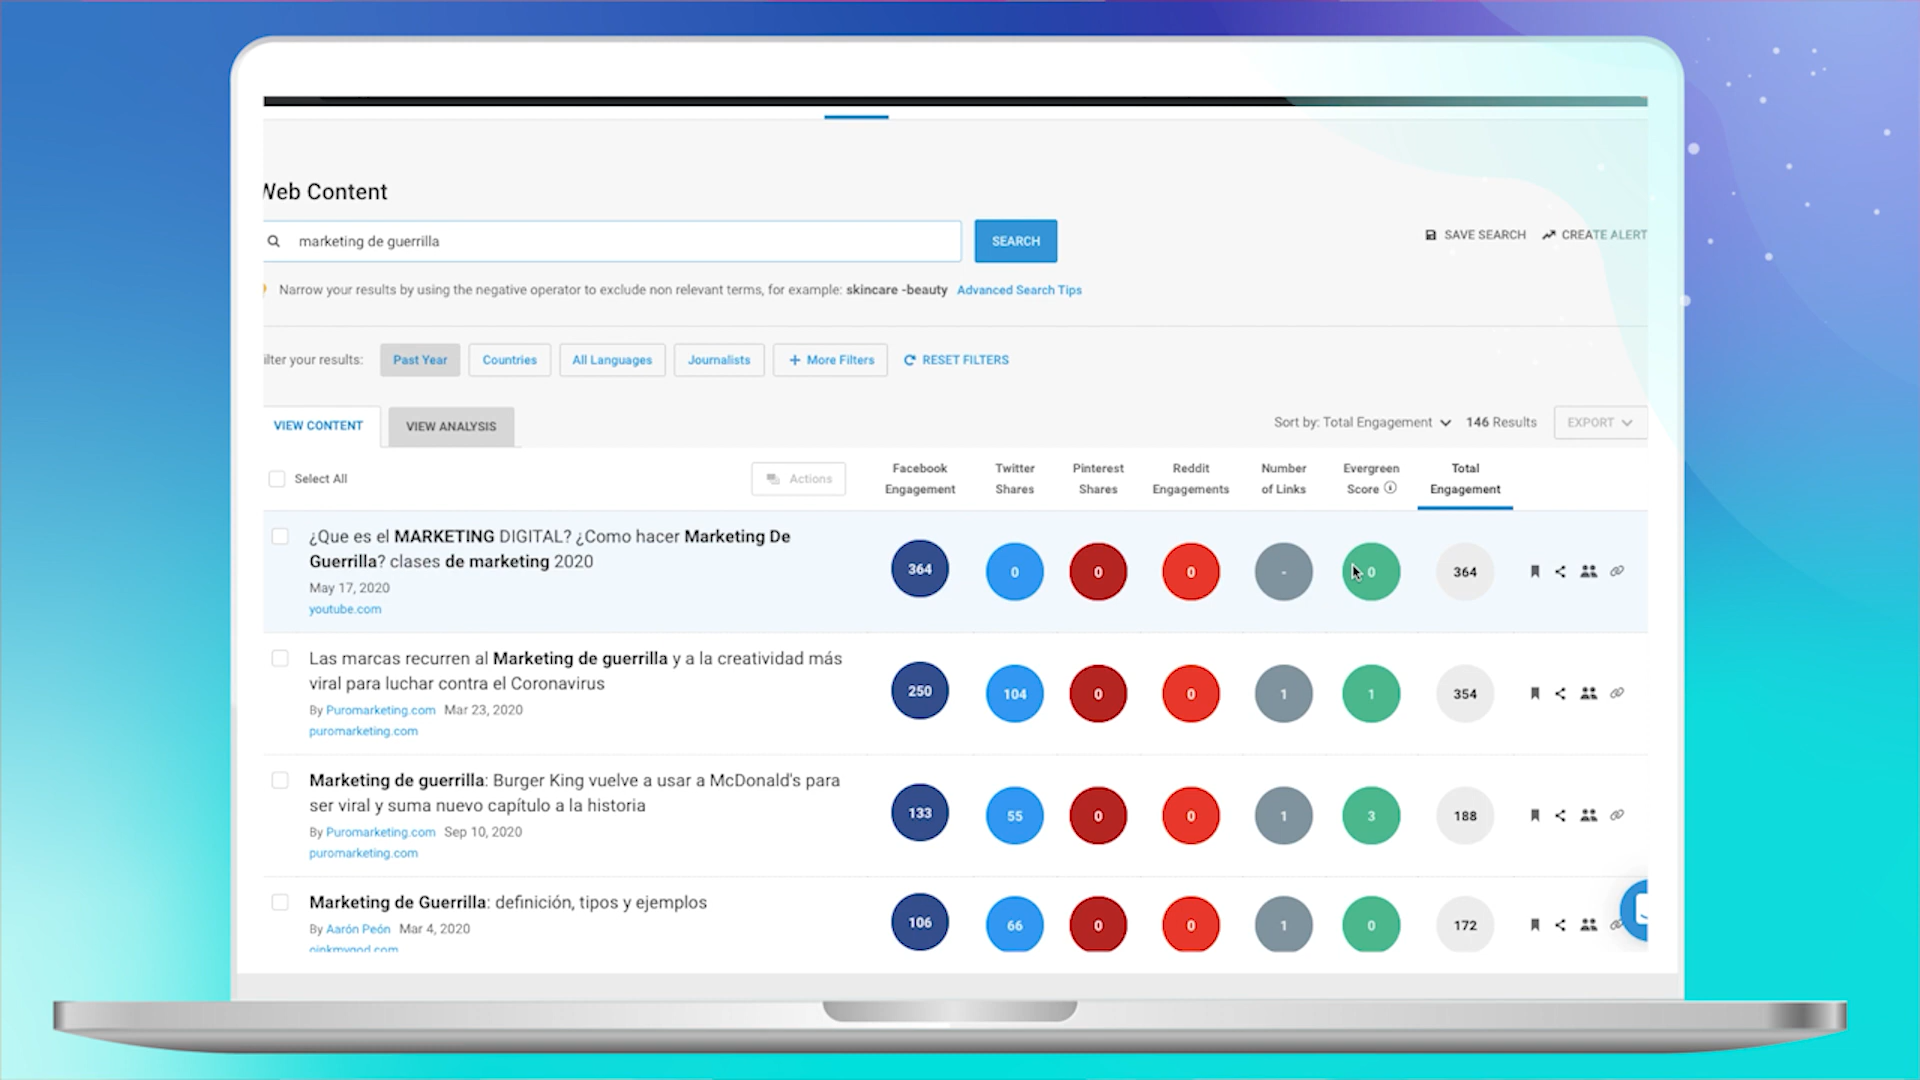 Web Content
marketing de guerrilla
SEARCH
SAVE SEARCH
CREATE ALERT
Narrow your results by using the negative operator to exclude non relevant terms, for example: skincare -beauty Advanced Search Tips
ilter your results:
Past Year
Countries
All Languages
Journalists
+ More Filters
RESET FILTERS
VIEW CONTENT
VIEW ANALYSIS
Sort by: Total Engagement
146 Results
EXPORT
Select All
Actions
Facebook
Engagement
Twitter
Shares
Pinterest
Shares
Reddit
Engagements
Number
of Links
Evergreen
Score
Total
Engagement
¿Que es el MARKETING DIGITAL? ¿Como hacer Marketing De
Guerrilla? clases de marketing 2020
May 17, 2020
youtube.com
364
0
0
0
-
0
364
Las marcas recurren al Marketing de guerrilla y a la creatividad más
viral para luchar contra el Coronavirus
By Puromarketing.com Mar 23, 2020
puromarketing.com
250
104
0
0
1
1
354
Marketing de guerrilla: Burger King vuelve a usar a McDonald's para
ser viral y suma nuevo capítulo a la historia
By Puromarketing.com Sep 10, 2020
puromarketing.com
133
55
0
0
1
3
188
Marketing de Guerrilla: definición, tipos y ejemplos
By Aarón Peón Mar 4, 2020
106
66
0
0
1
0
172